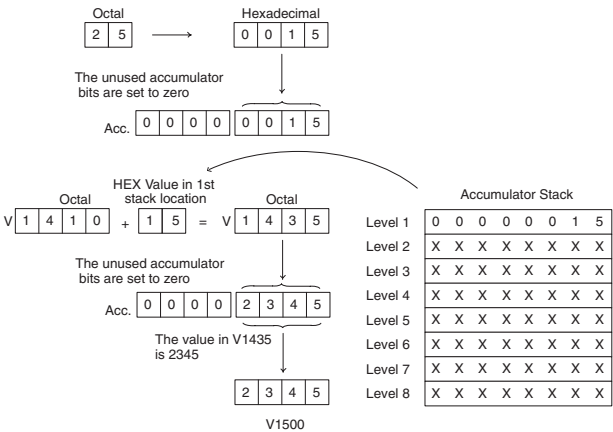 Octal Hexadecimal
2 5 0 0 1 5
The unused accumulator
bits are set to zero
Acc. 0 0 0 0 0 0 1 5
HEX Value in 1st
stack location
Octal Octal
V 1 4 1 0 + 1 5 = V 1 4 3 5
The unused accumulator
bits are set to zero
Acc. 0 0 0 0 2 3 4 5
The value in V1435
is 2345
2 3 4 5
V1500
Accumulator Stack
Level 1 0 0 0 0 0 0 1 5
Level 2 X X X X X X X X
Level 3 X X X X X X X X
Level 4 X X X X X X X X
Level 5 X X X X X X X X
Level 6 X X X X X X X X
Level 7 X X X X X X X X
Level 8 X X X X X X X X